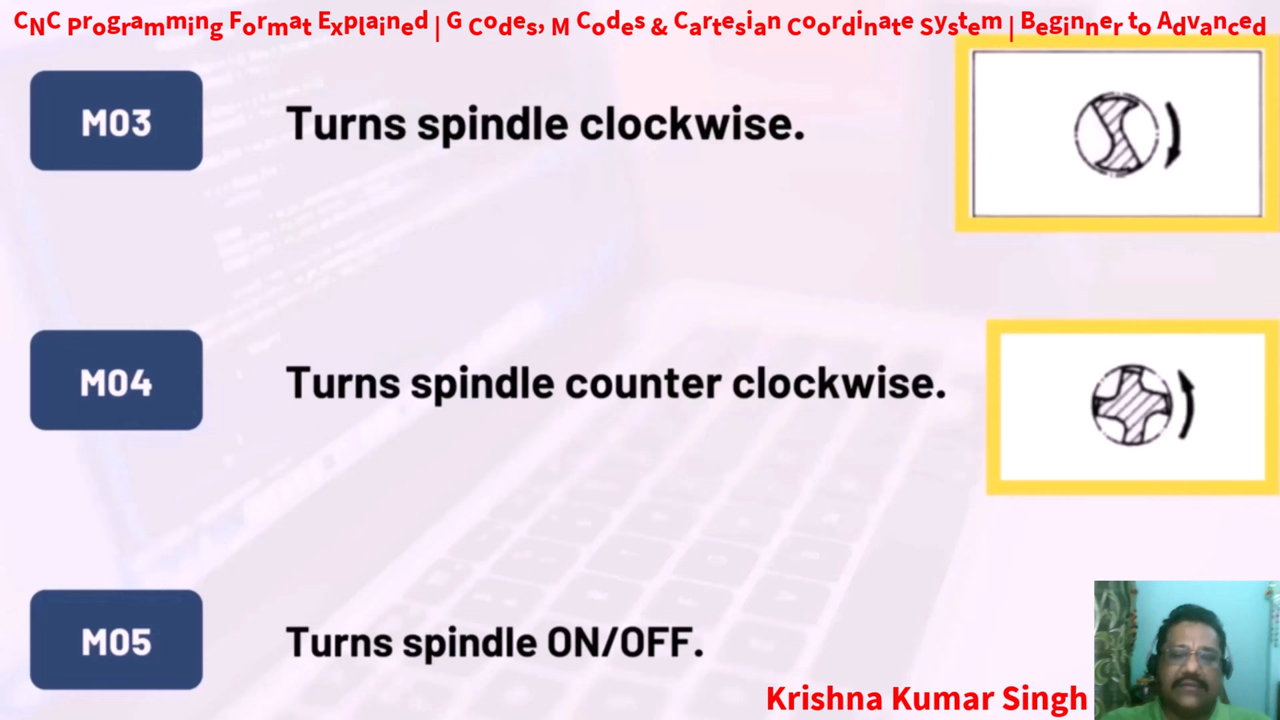 CNC Programming Format Explained | G Codes, M Codes & Cartesian Coordinate System | Beginner to Advanced
M03
Turns spindle clockwise.
M04
Turns spindle counter clockwise.
M05
Turns spindle ON/OFF.
Krishna Kumar Singh